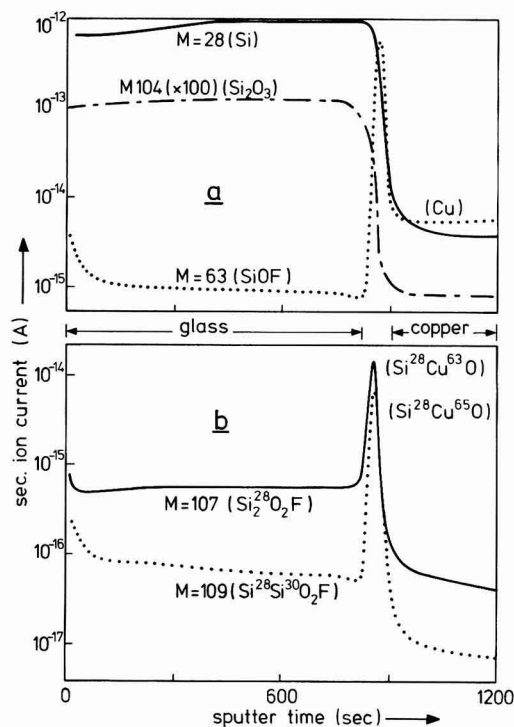 10⁻¹²
M=28(Si)
M104(×100)(Si₂O₃)
10⁻¹³
a
10⁻¹⁴
(Cu)
M=63(SiOF)
10⁻¹⁵
glass
copper
sec. ion current (A)
10⁻¹⁴
(Si²⁸Cu⁶³O)
(Si²⁸Cu⁶⁵O)
b
10⁻¹⁵
M=107(Si₂²⁸O₂F)
10⁻¹⁶
M=109(Si²⁸Si³⁰O₂F)
10⁻¹⁷
0 600 1200
sputter time (sec)